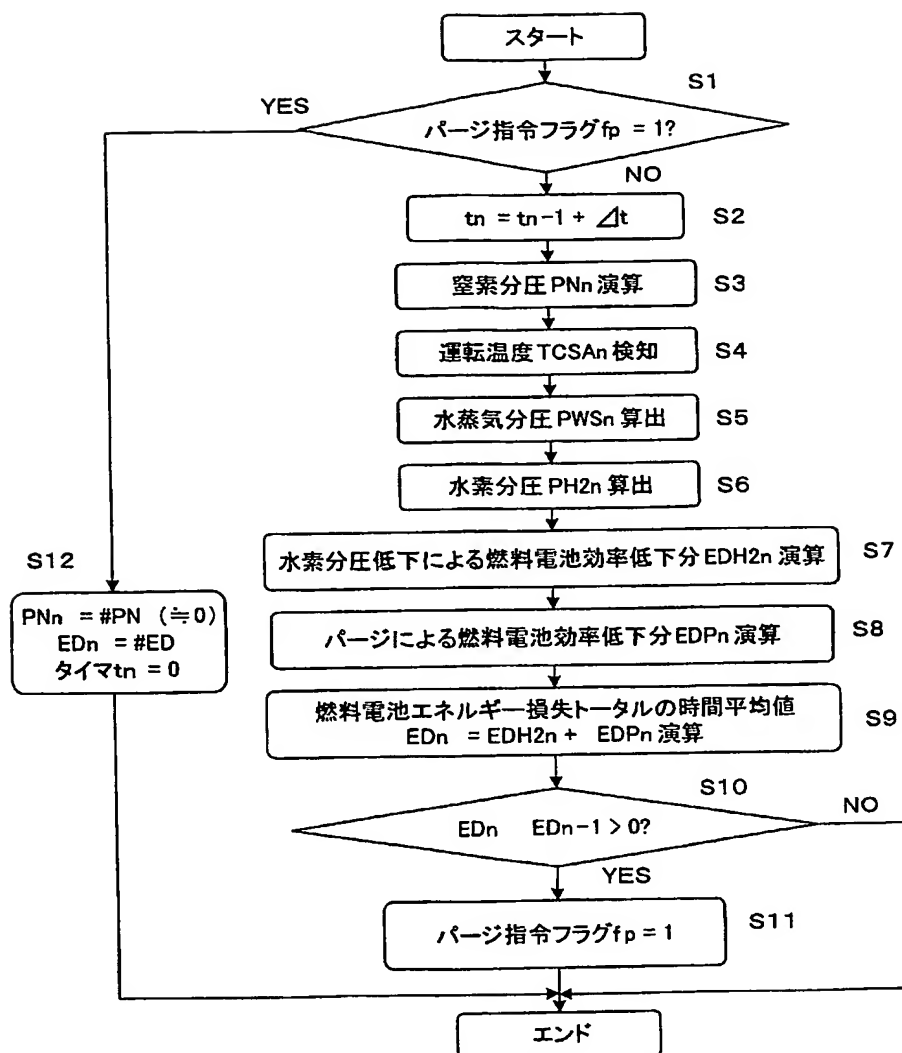 スタート
S1
YES
パージ指令フラグfp = 1?
NO
tn = tn-1 + ⊿t
S2
窒素分圧 PNn 演算
S3
運転温度 TCSAn 検知
S4
水蒸気分圧 PWSn 算出
S5
水素分圧 PH2n 算出
S6
水素分圧低下による燃料電池効率低下分 EDH2n 演算
S7
S12
PNn = #PN (≒0)
EDn = #ED
タイマtn = 0
パージによる燃料電池効率低下分 EDPn 演算
S8
燃料電池エネルギー損失トータルの時間平均値
EDn = EDH2n + EDPn 演算
S9
S10
NO
EDn EDn-1 > 0?
YES
パージ指令フラグfp = 1
S11
エンド